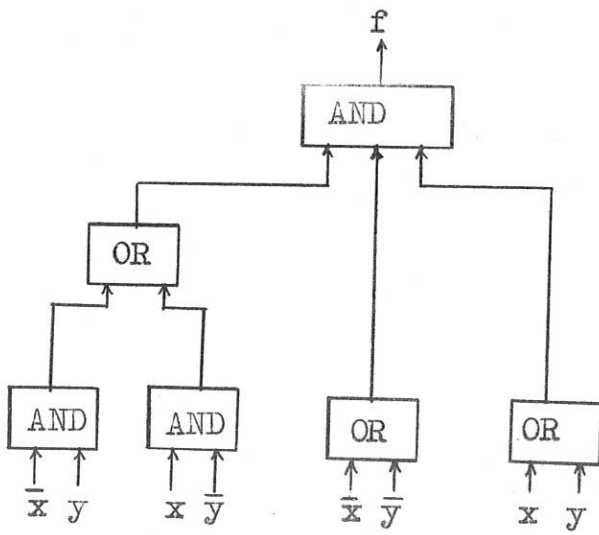 f
AND
OR
AND AND OR OR
x̄ y x ȳ x̄ ȳ x y